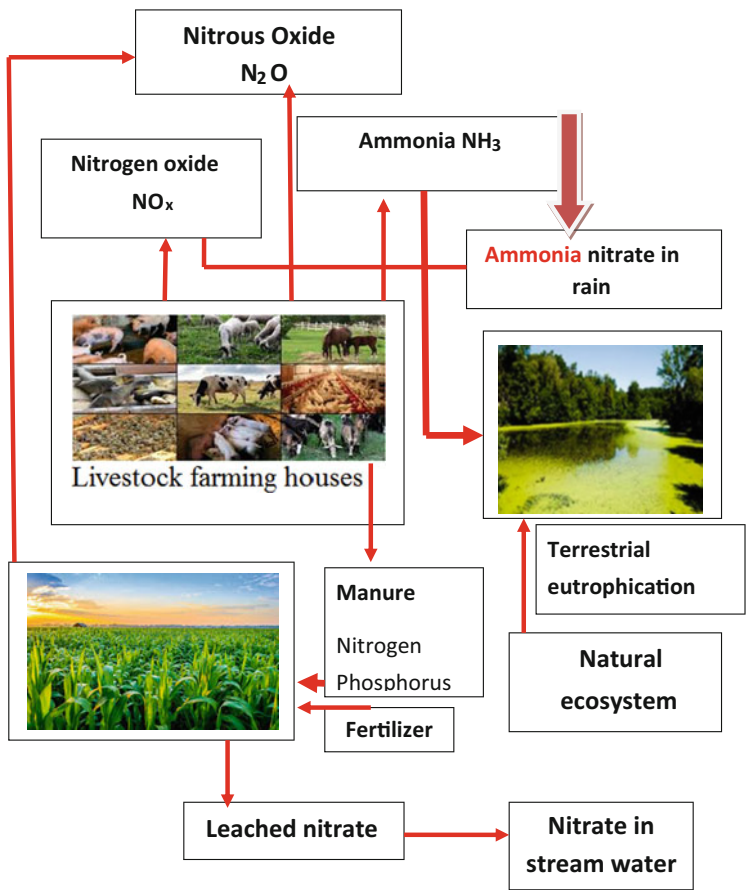 Nitrous Oxide
N₂ O
Ammonia NH₃
Nitrogen oxide
NOₓ
Ammonia nitrate in
rain
Livestock farming houses
Terrestrial
eutrophication
Manure
Nitrogen
Phosphorus
Natural
ecosystem
Fertilizer
Leached nitrate
Nitrate in
stream water